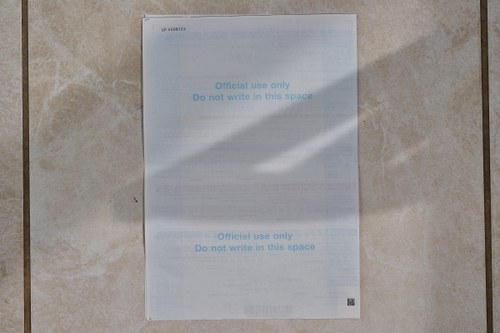 Official use only
Do not write in this space
Official use only
Do not write in this space